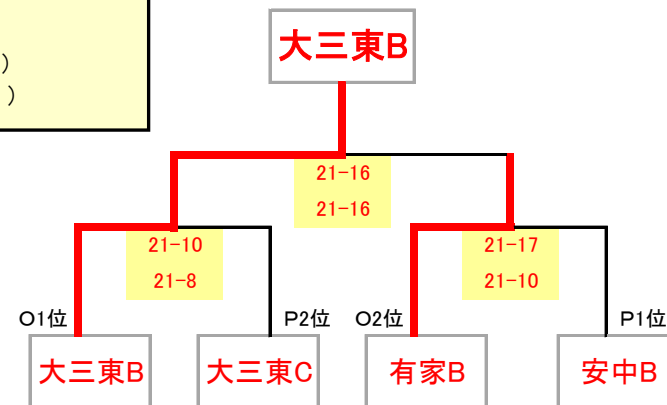 )
)
大三東B
21-16
21-16
21-10
21-8
21-17
21-10
O1位
P2位
O2位
P1位
大三東B
大三東C
有家B
安中B